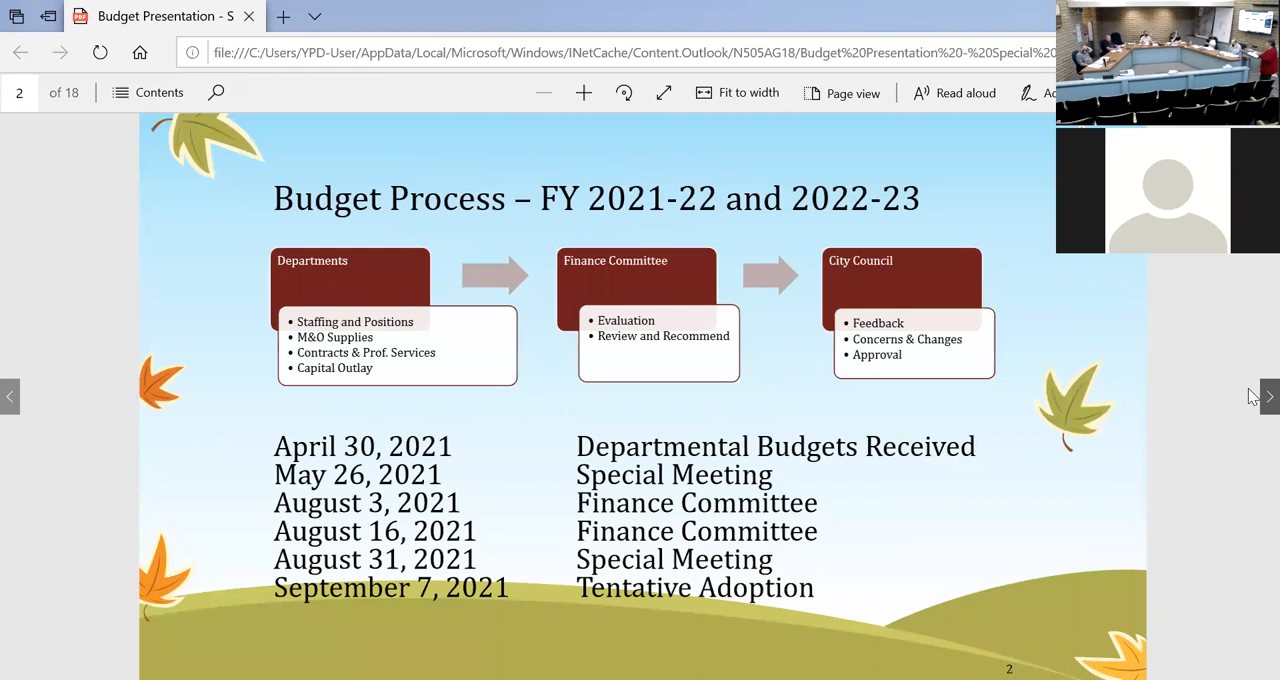 Budget Presentation - S
file:///C:/Users/YPD-User/AppData/Local/Microsoft/Windows/INetCache/Content.Outlook/N505AG18/Budget%20Presentation%20-%20Special%20
2 of 18
Contents
Fit to width
Page view
Read aloud
Budget Process – FY 2021-22 and 2022-23
Departments
• Staffing and Positions
• M&O Supplies
• Contracts & Prof. Services
• Capital Outlay
Finance Committee
• Evaluation
• Review and Recommend
City Council
• Feedback
• Concerns & Changes
• Approval
April 30, 2021 Departmental Budgets Received
May 26, 2021 Special Meeting
August 3, 2021 Finance Committee
August 16, 2021 Finance Committee
August 31, 2021 Special Meeting
September 7, 2021 Tentative Adoption
2